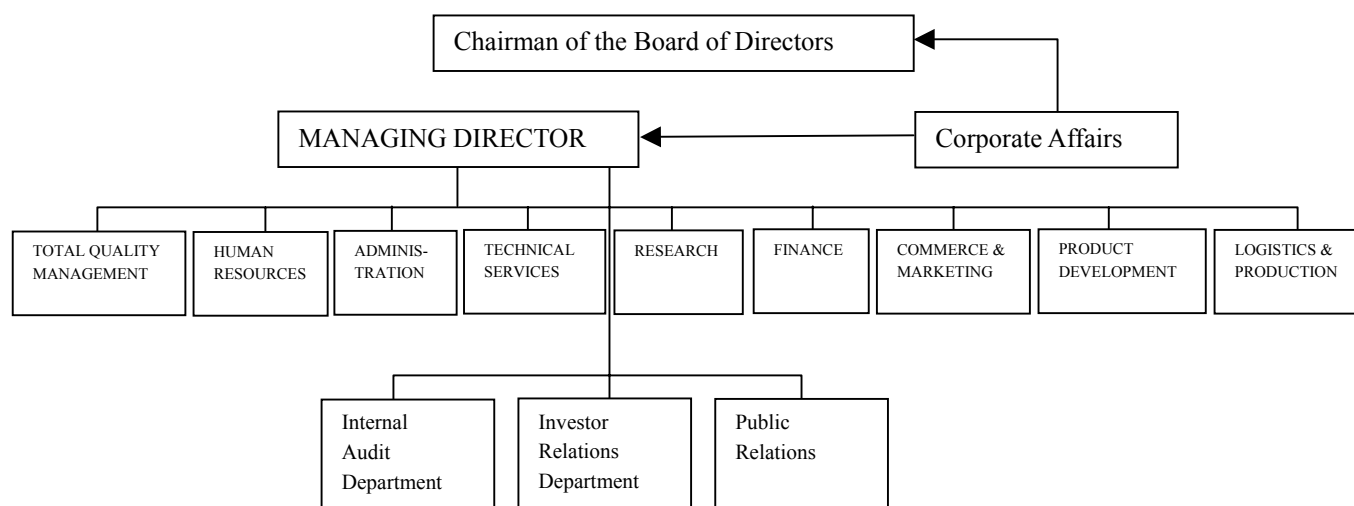 Chairman of the Board of Directors
MANAGING DIRECTOR
Corporate Affairs
TOTAL QUALITY
MANAGEMENT
HUMAN
RESOURCES
ADMINIS-
TRATION
TECHNICAL
SERVICES
RESEARCH
FINANCE
COMMERCE &
MARKETING
PRODUCT
DEVELOPMENT
LOGISTICS &
PRODUCTION
Internal
Audit
Department
Investor
Relations
Department
Public
Relations